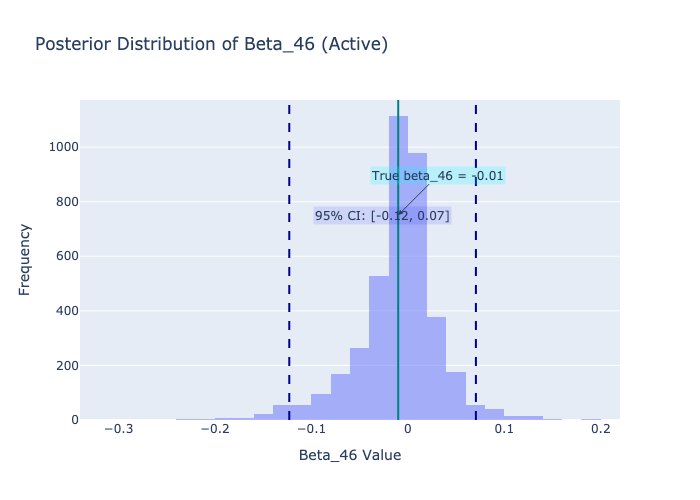 Posterior Distribution of Beta_46 (Active)
1000
800
600
400
200
0
Frequency
True beta_46 = -0.01
95% CI: [-0.12, 0.07]
−0.3
−0.2
−0.1
0
0.1
0.2
Beta_46 Value